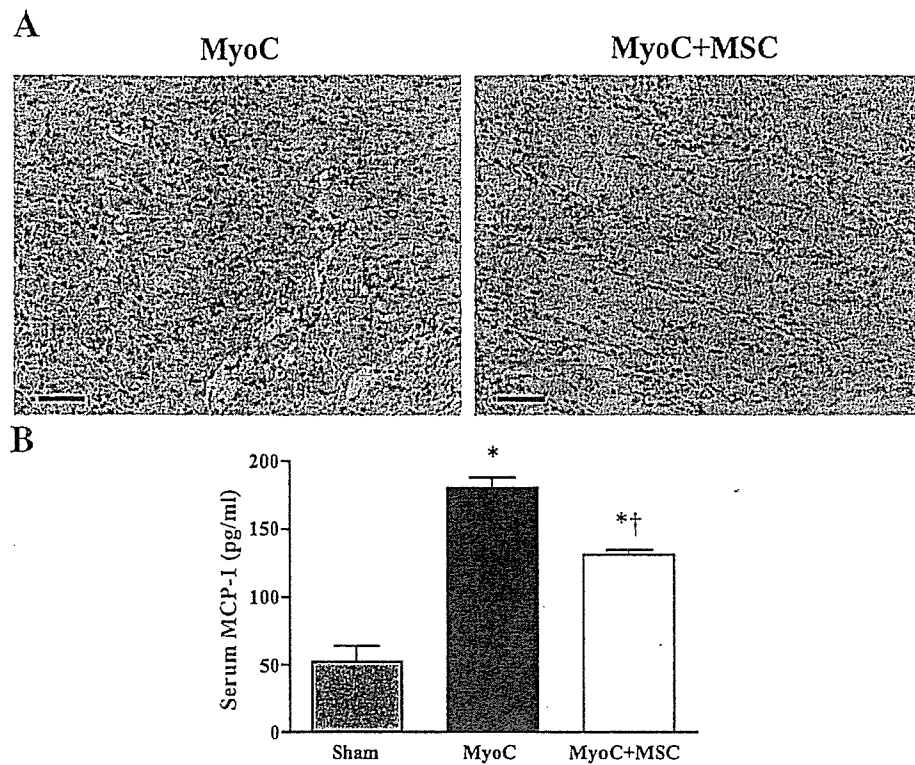 A
MyoC
MyoC+MSC
B
Serum MCP-1 (pg/ml)
200
150
100
50
0
*
*†
Sham
MyoC
MyoC+MSC